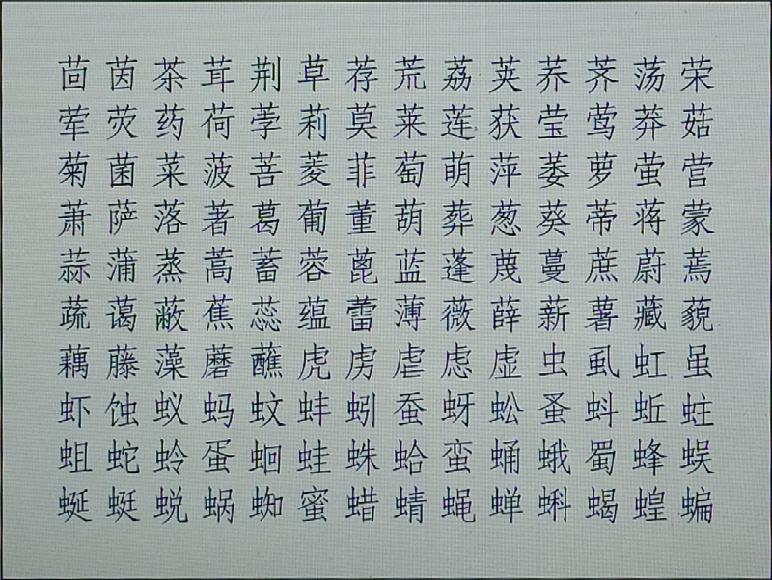 茴茵茶茸荆草荐荒荔荚荞荠荡荣
荤荧药荷荸莉莫莱莲获莹莺莽菇
菊菌菜菠菩菱菲萄萌萍萎萝萤营
萧萨落著葛葡董葫葬葱葵蒂蒋蒙
蒜蒲蒸蒿蓄蓉蓖蓝蓬蔑蔓蔗蔚蔫
蔬蔼蔽蕉蕊蕴蕾薄薇薛薪薯藏藐
藕藤藻蘑蘸虎虏虐虑虚虫虱虹虽
虾蚀蚁蚂蚊蚌蚓蚕蚜蚣蚤蚪蚯蛀
蛆蛇蛉蛋蛔蛙蛛蛤蛮蛹蛾蜀蜂蜈
蜒蜓蜕蜗蜘蜜蜡蜻蝇蝉蝌蝎蝗蝙